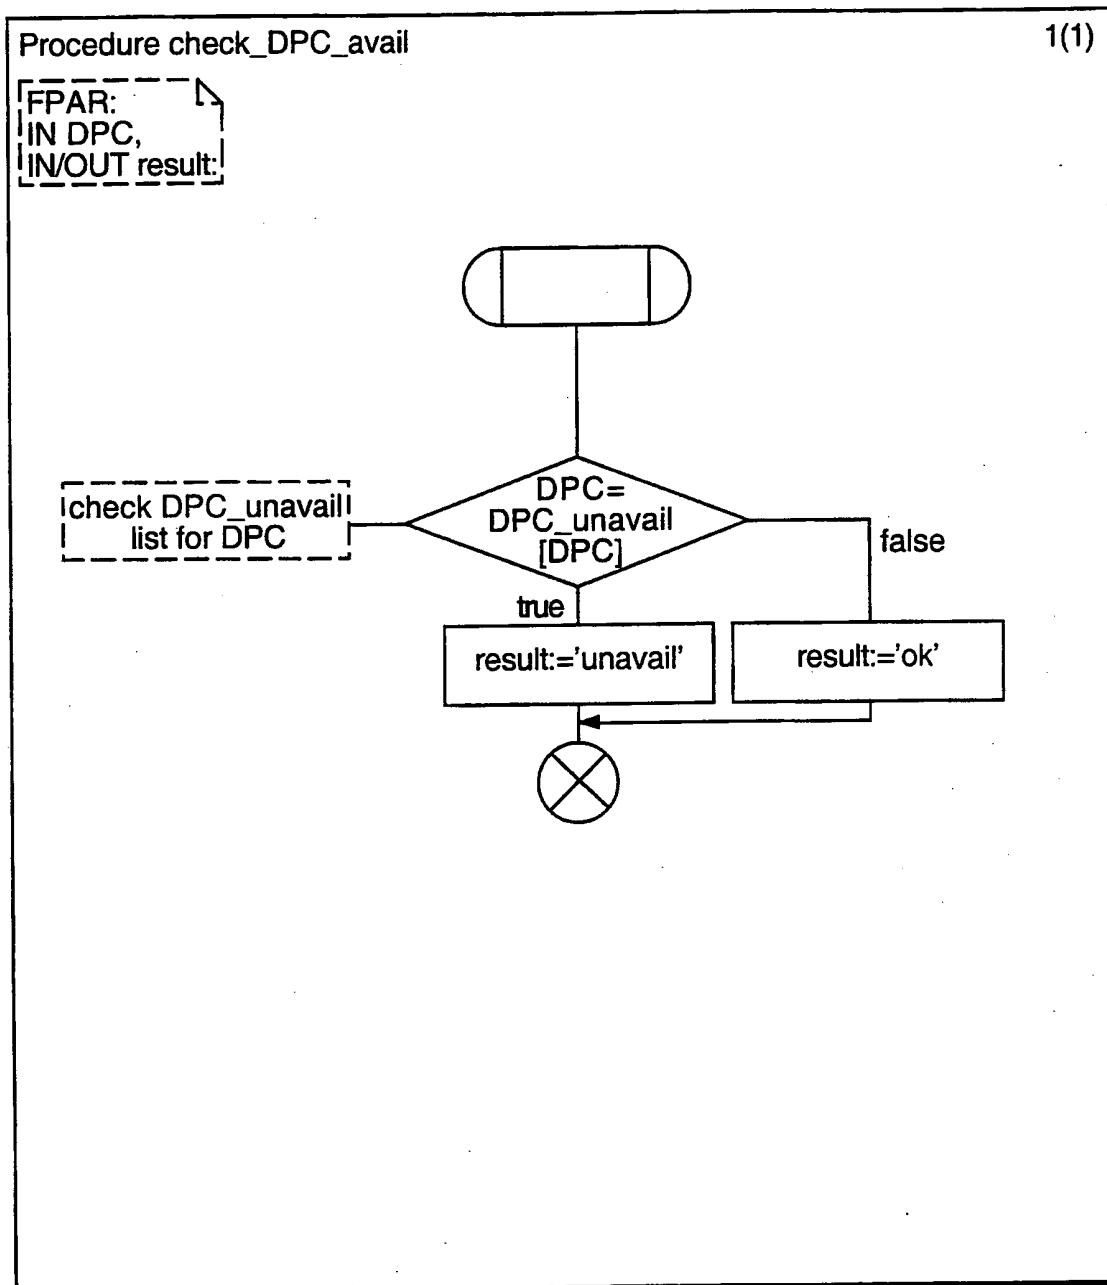 Procedure check_DPC_avail
1(1)
FPAR:
IN DPC,
IN/OUT result:
DPC=
DPC_unavail
[DPC]
check DPC_unavail
list for DPC
false
true
result:='unavail'
result:='ok'